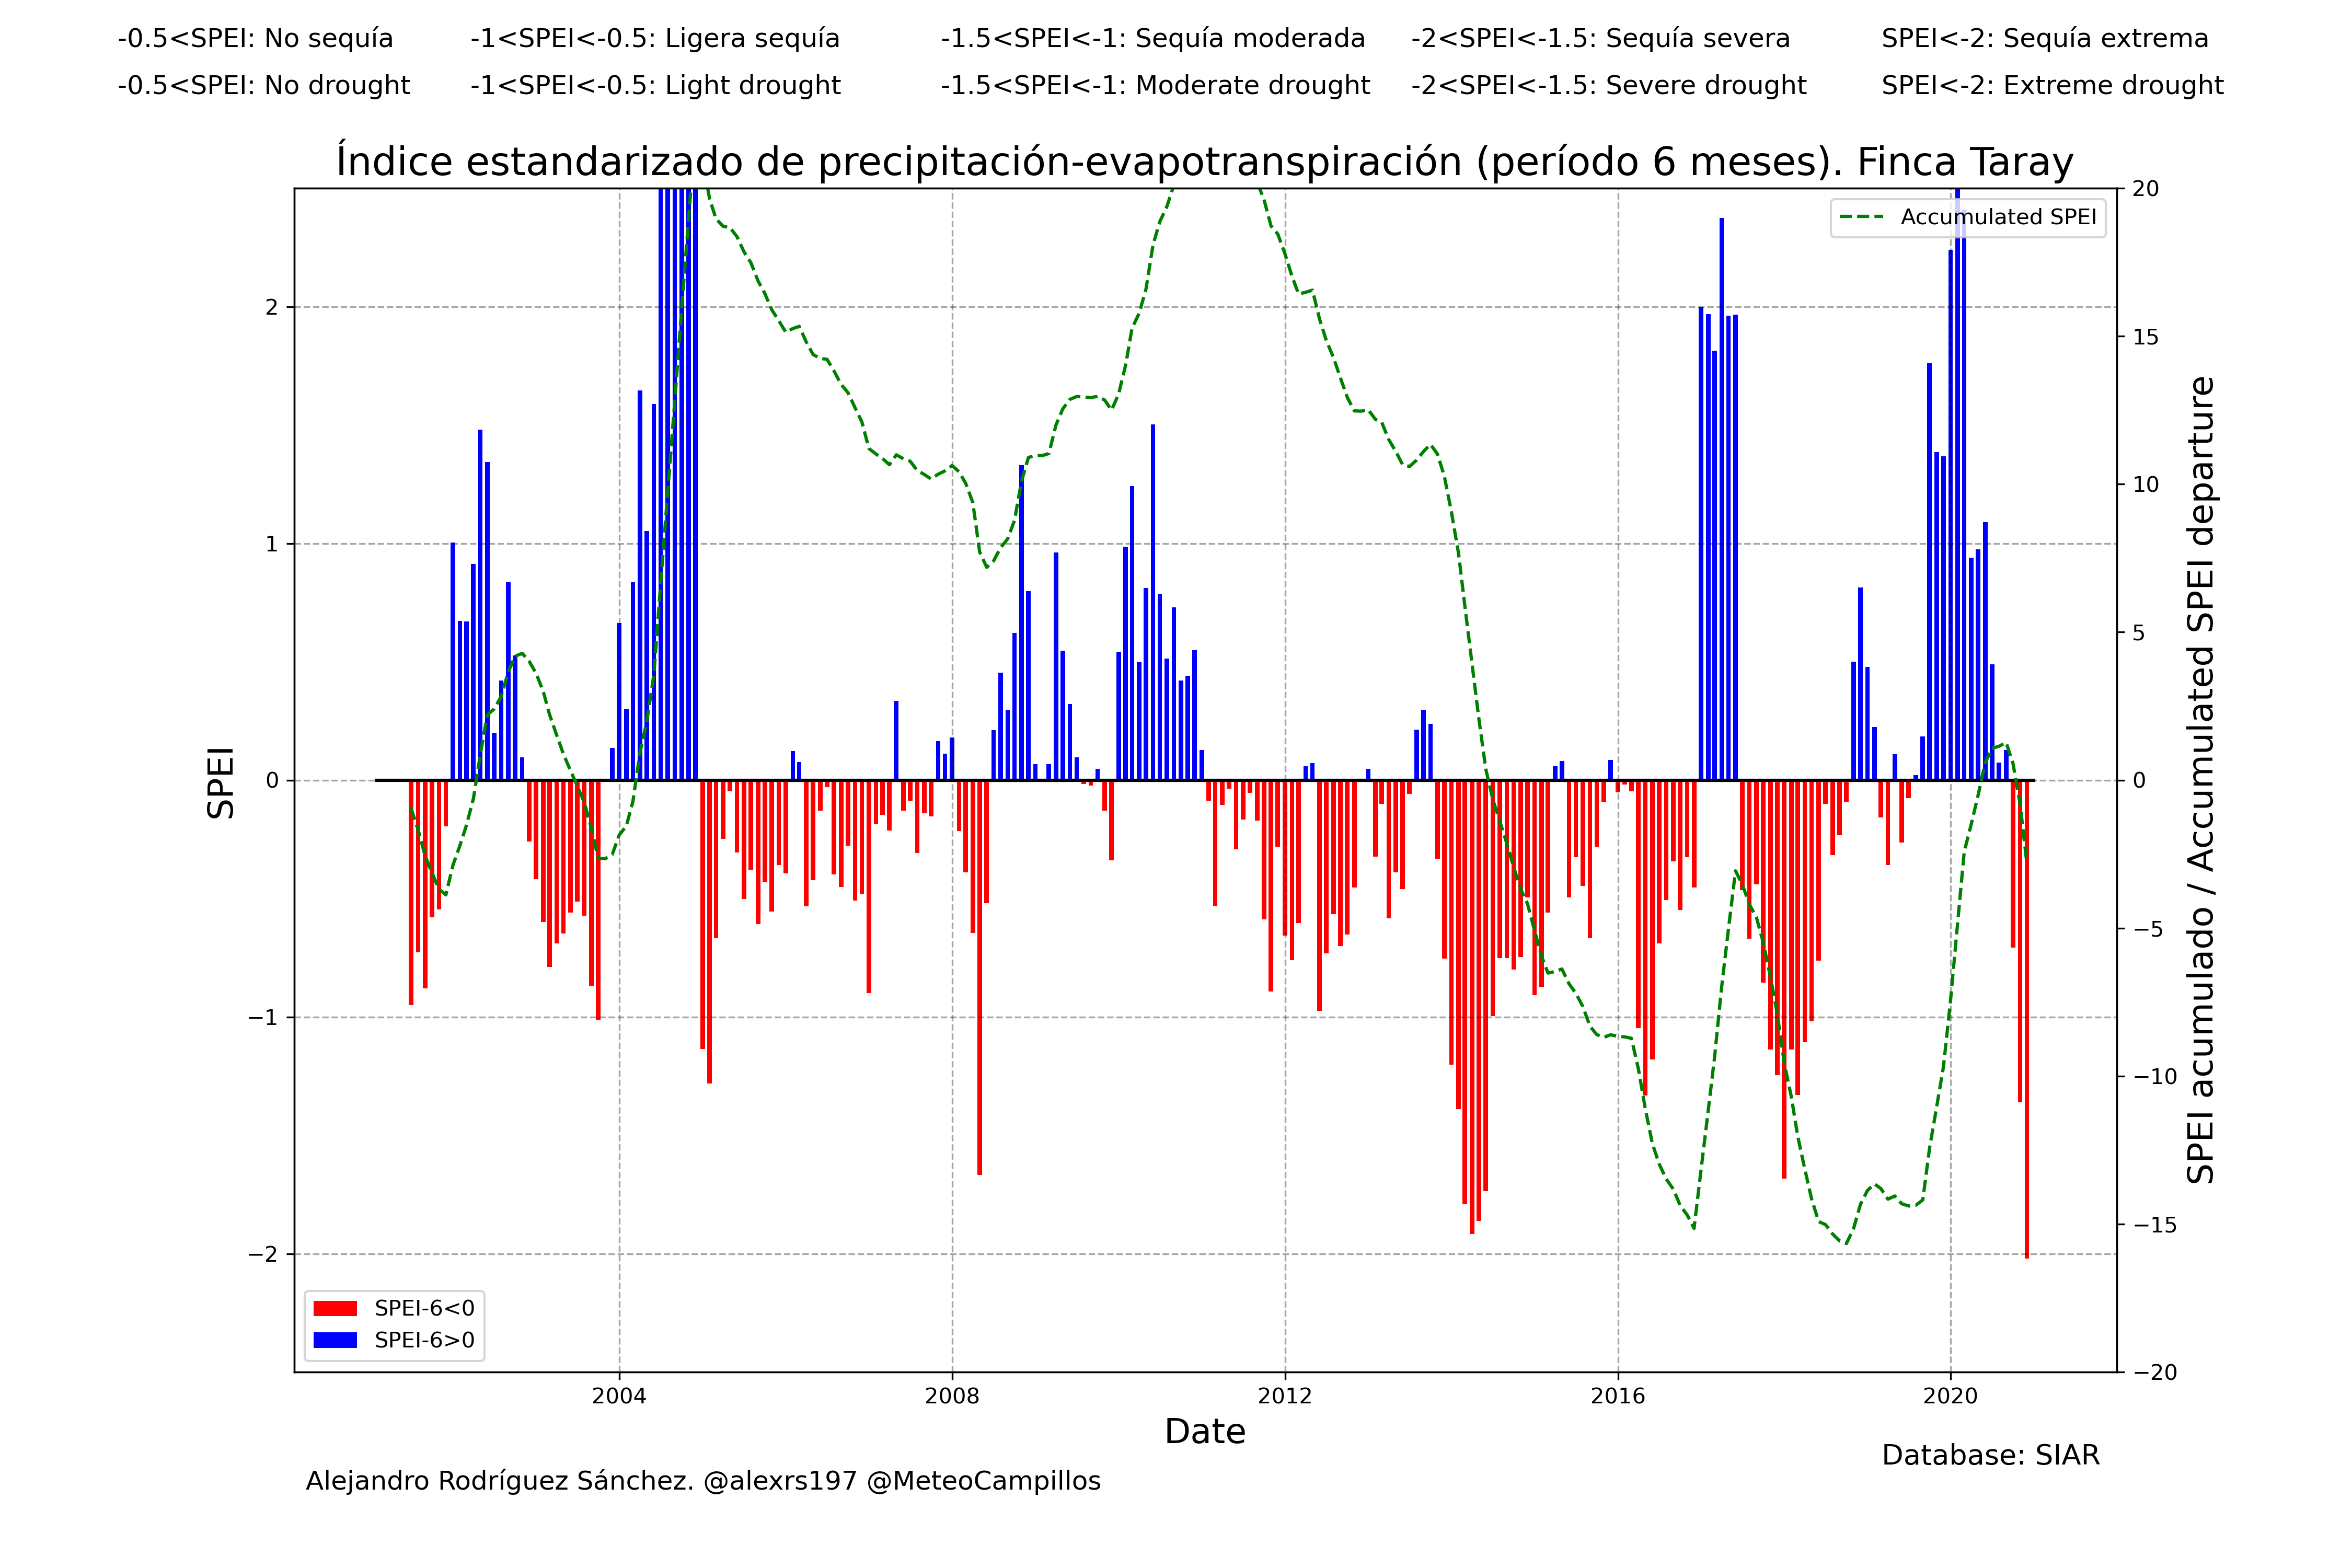 -0.5<SPEI: No sequía -1<SPEI<-0.5: Ligera sequía -1.5<SPEI<-1: Sequía moderada -2<SPEI<-1.5: Sequía severa SPEI<-2: Sequía extrema
-0.5<SPEI: No drought -1<SPEI<-0.5: Light drought -1.5<SPEI<-1: Moderate drought -2<SPEI<-1.5: Severe drought SPEI<-2: Extreme drought
Índice estandarizado de precipitación-evapotranspiración (período 6 meses). Finca Taray
Accumulated SPEI
SPEI
2
1
0
−1
−2
20
15
10
5
0
−5
−10
−15
−20
SPEI acumulado / Accumulated SPEI departure
SPEI-6<0
SPEI-6>0
2004 2008 2012 2016 2020
Date
Database: SIAR
Alejandro Rodríguez Sánchez. @alexrs197 @MeteoCampillos